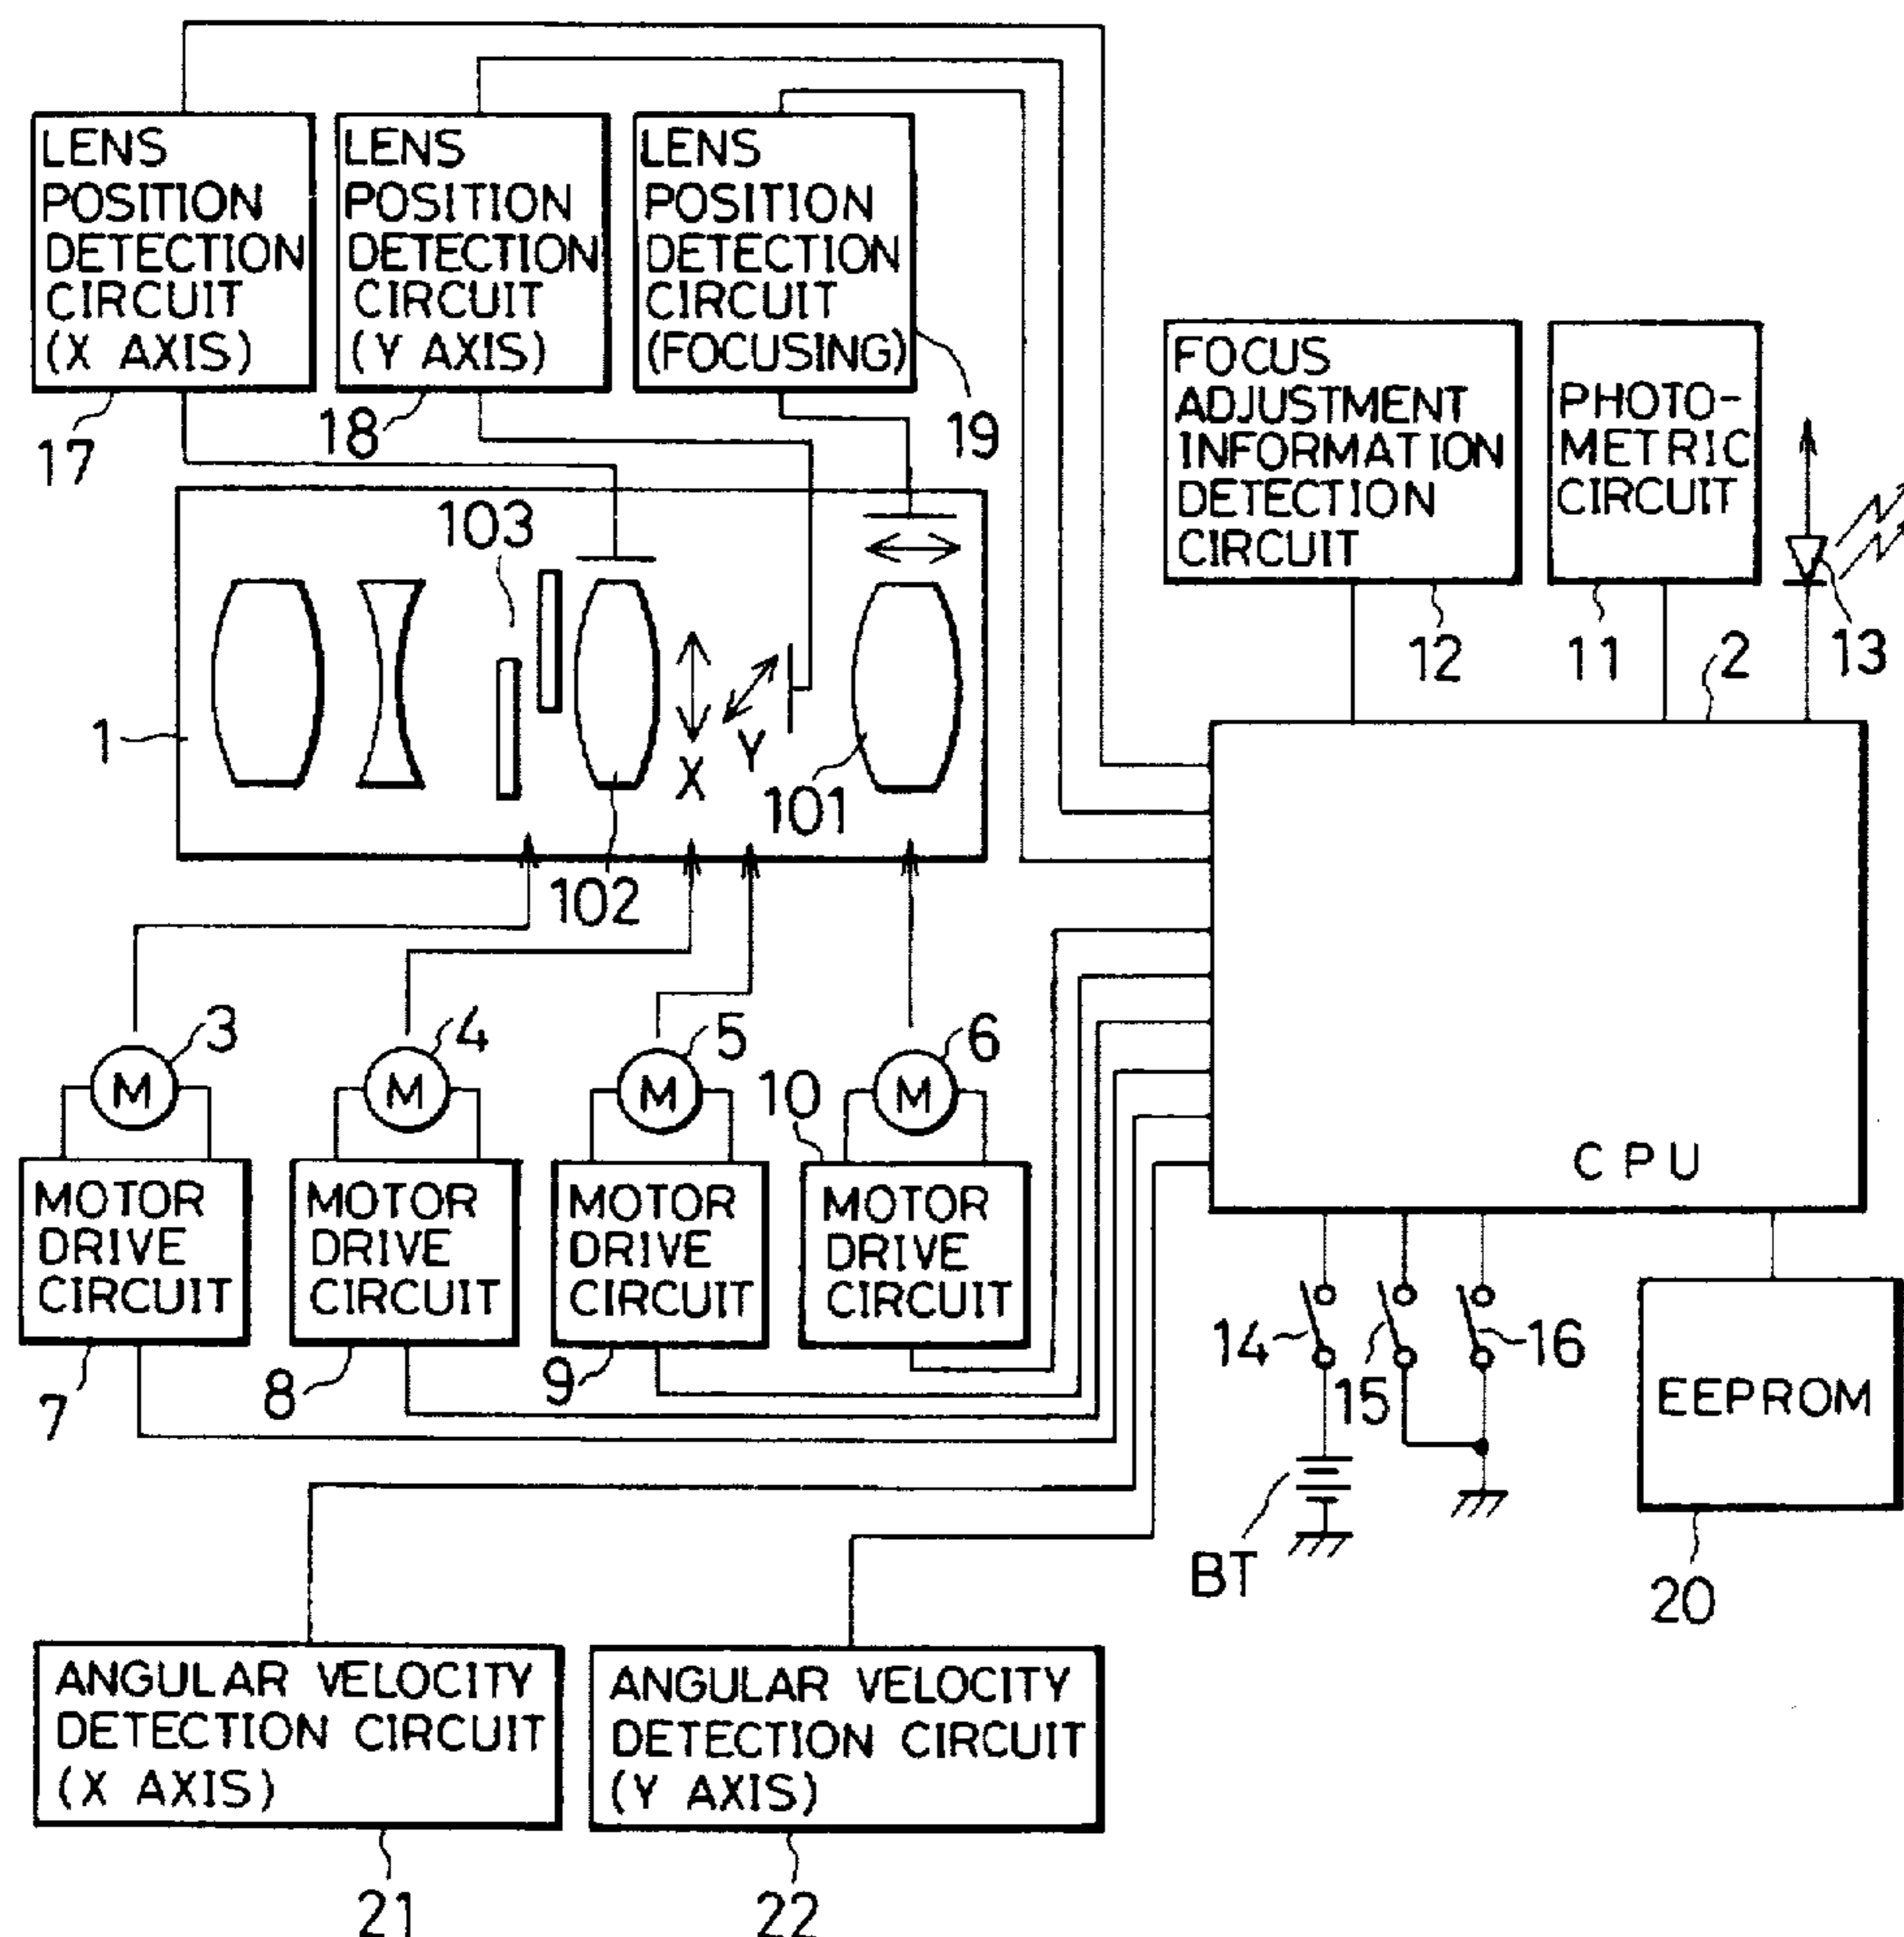 LENS
POSITION
DETECTION
CIRCUIT
(X AXIS)
17
LENS
POSITION
DETECTION
CIRCUIT
(Y AXIS)
18
LENS
POSITION
DETECTION
CIRCUIT
(FOCUSING)
19
FOCUS
ADJUSTMENT
INFORMATION
DETECTION
CIRCUIT
12
PHOTO-
METRIC
CIRCUIT
11
2
13
103
1
X
Y
101
102
3
M
4
M
5
M
6
M
10
MOTOR
DRIVE
CIRCUIT
7
MOTOR
DRIVE
CIRCUIT
8
MOTOR
DRIVE
CIRCUIT
9
MOTOR
DRIVE
CIRCUIT
CPU
14
15
16
BT
EEPROM
20
ANGULAR VELOCITY
DETECTION CIRCUIT
(X AXIS)
21
ANGULAR VELOCITY
DETECTION CIRCUIT
(Y AXIS)
22